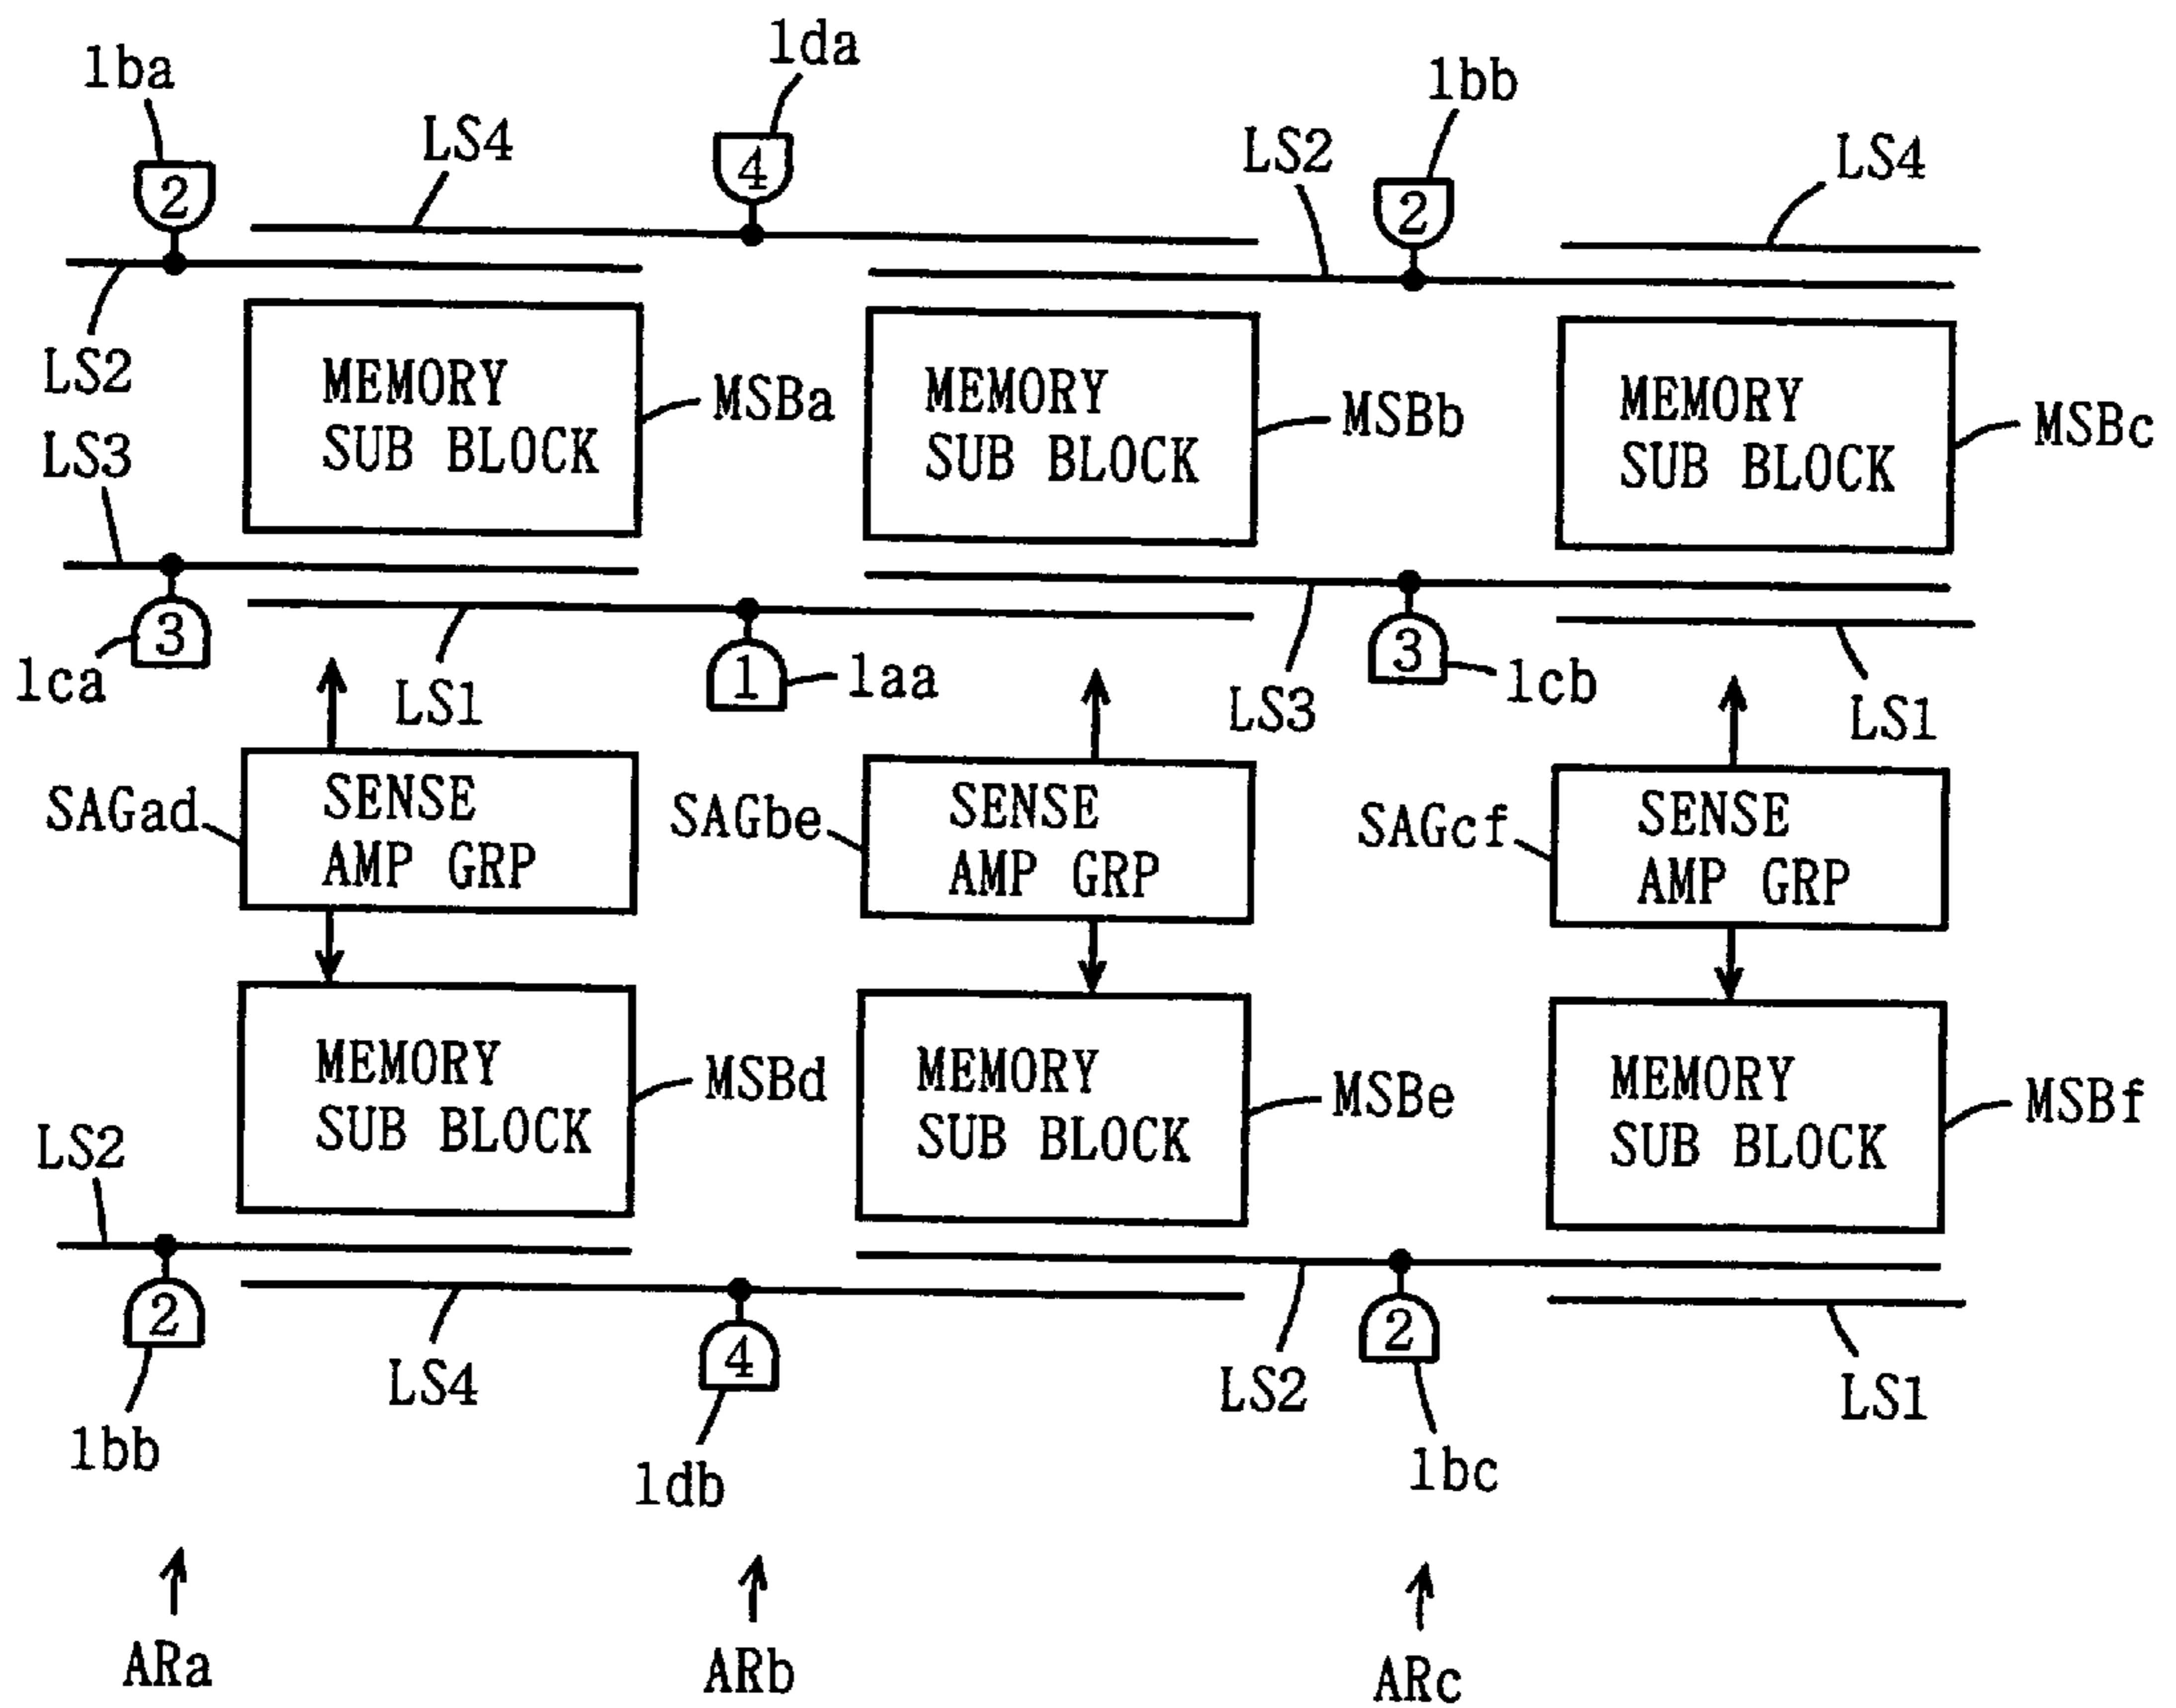 1ba
1da
1bb
LS4
LS2
LS4
2
4
2
LS2
MEMORY
SUB BLOCK
MSBa
MEMORY
SUB BLOCK
MSBb
MEMORY
SUB BLOCK
MSBc
LS3
3
1ca
LS1
1
1aa
LS3
3
1cb
LS1
SAGad
SENSE
AMP GRP
SAGbe
SENSE
AMP GRP
SAGcf
SENSE
AMP GRP
MEMORY
SUB BLOCK
MSBd
MEMORY
SUB BLOCK
MSBe
MEMORY
SUB BLOCK
MSBf
LS2
2
LS4
4
LS2
2
LS1
1bb
1db
1bc
ARa
ARb
ARc